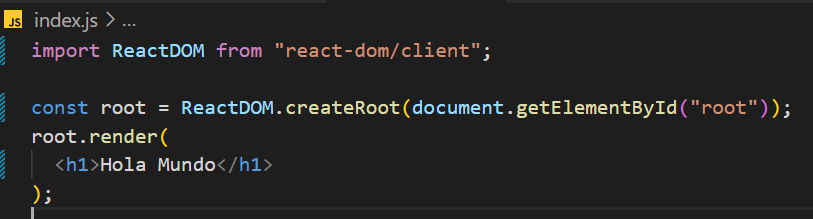 JS index.js > ...
import ReactDOM from "react-dom/client";
const root = ReactDOM.createRoot(document.getElementById("root"));
root.render(
<h1>Hola Mundo</h1>
);